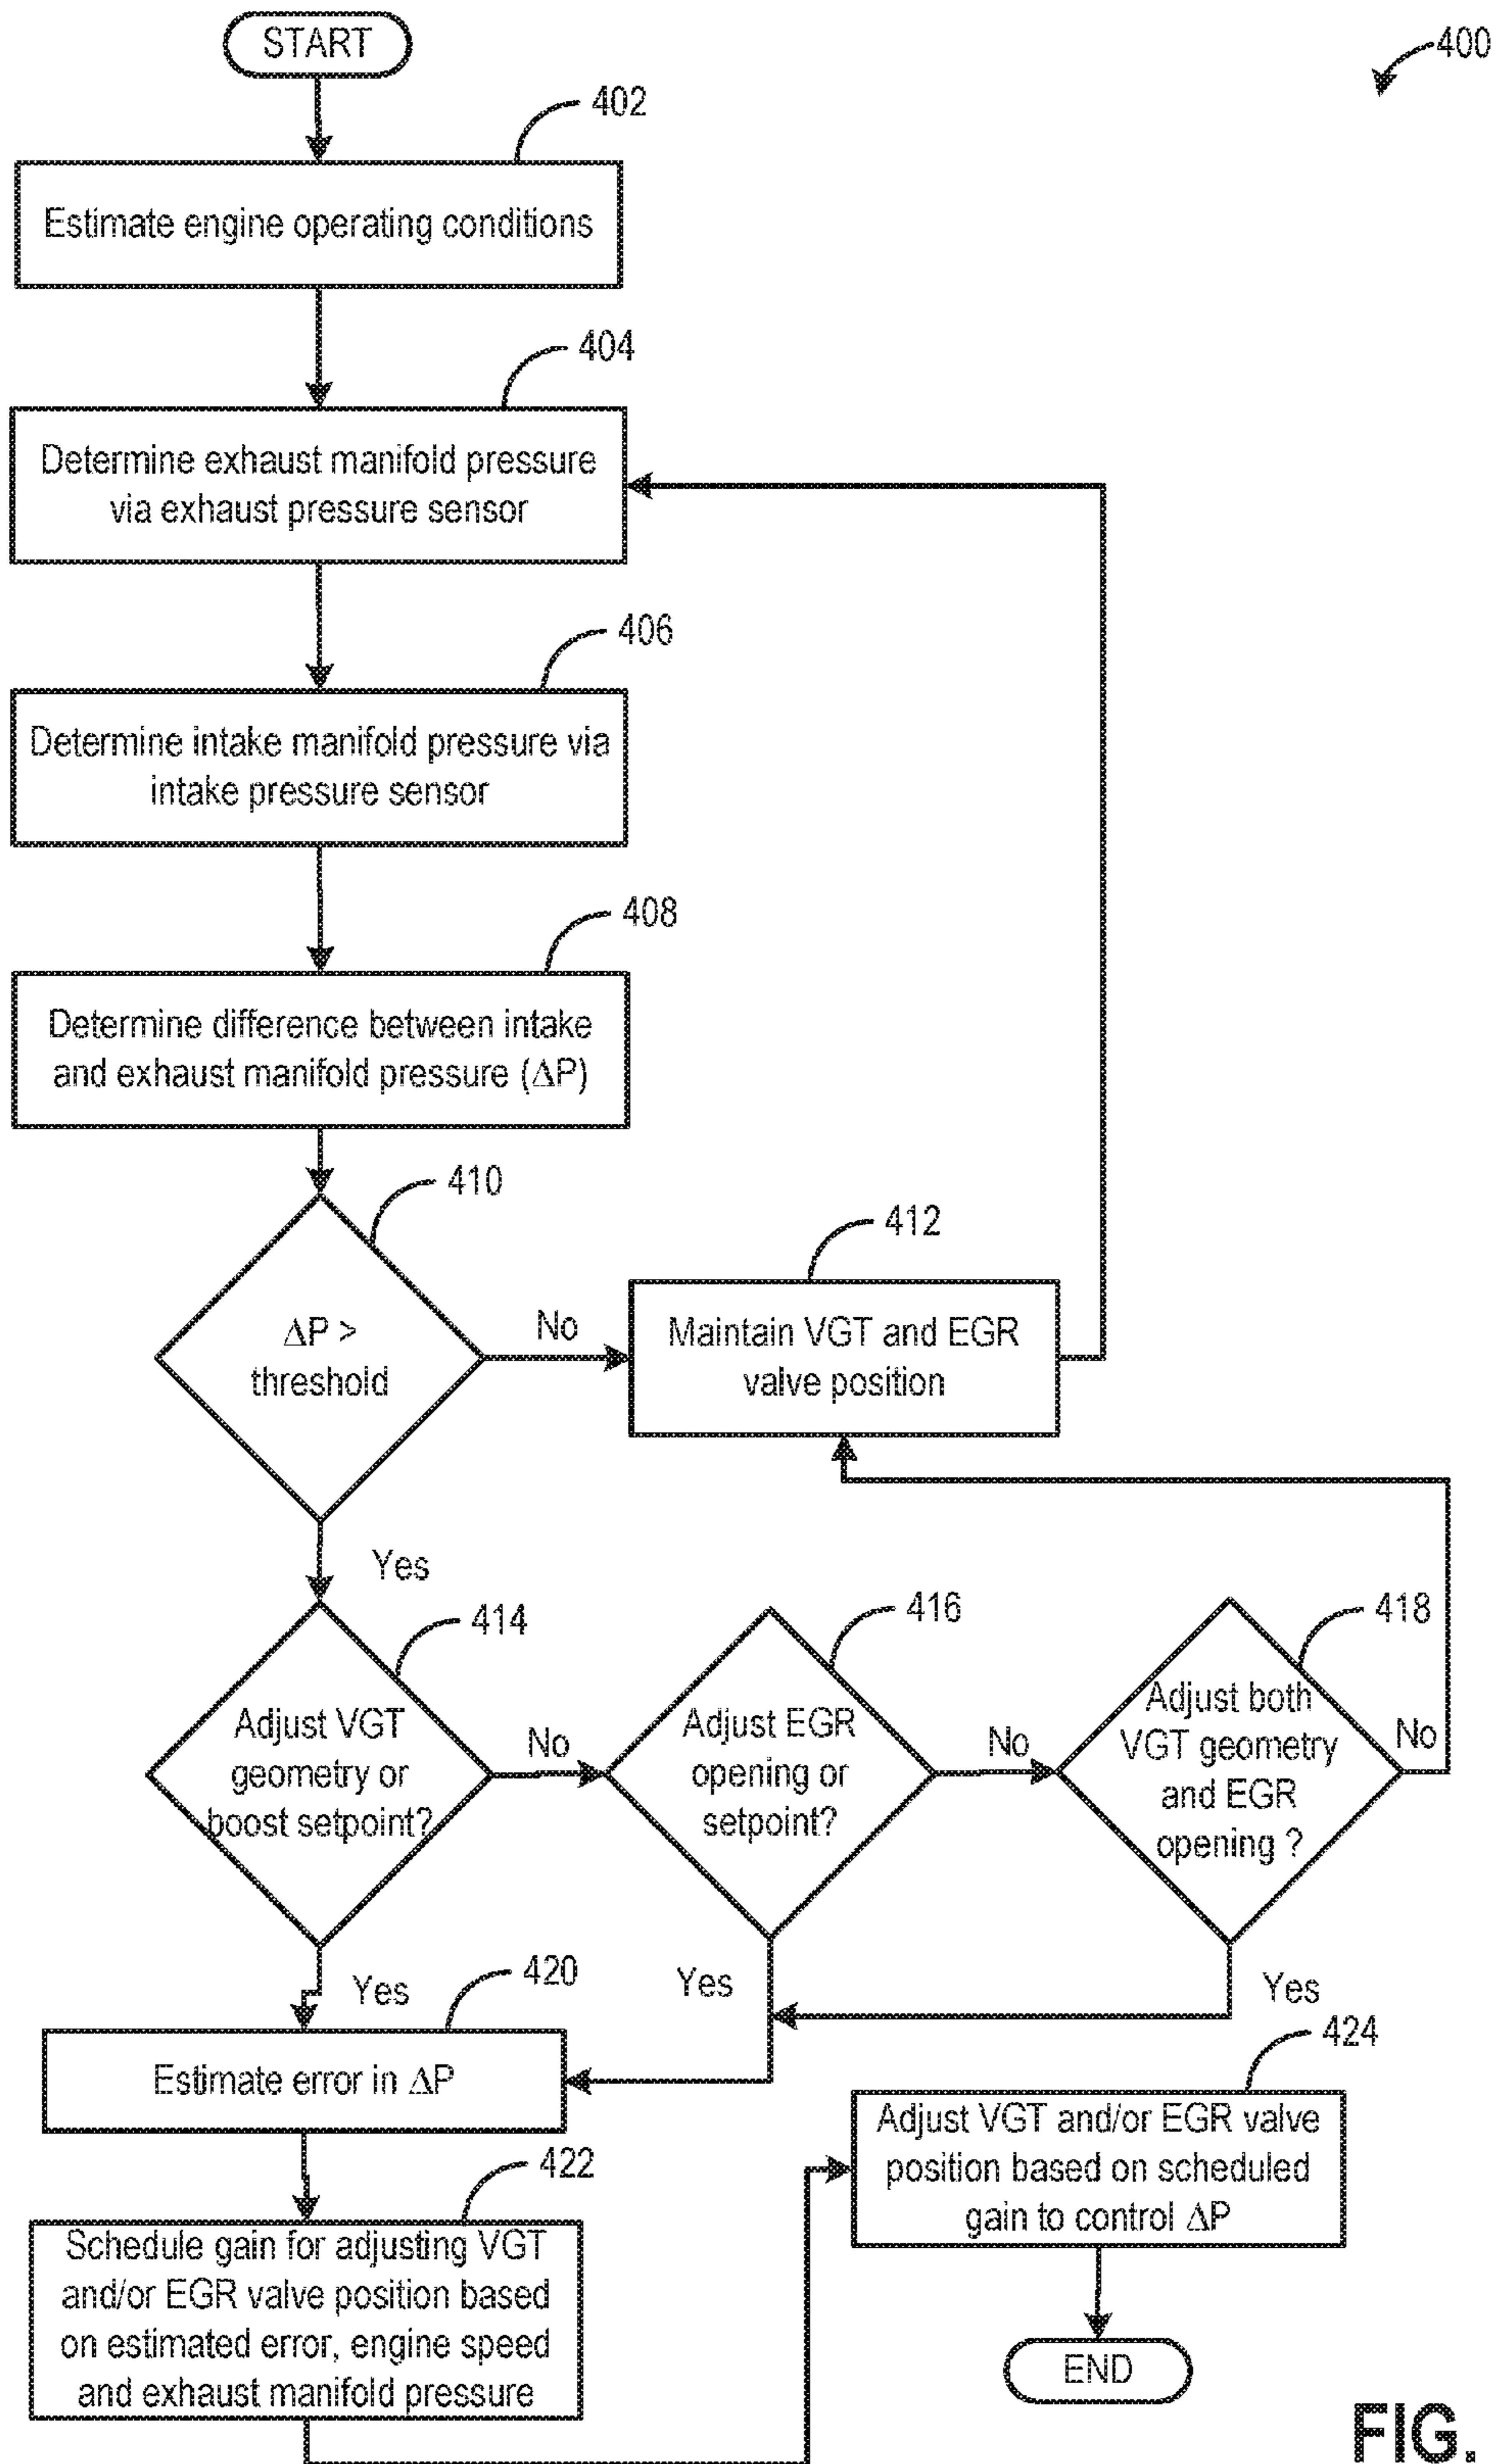 START
400
402
Estimate engine operating conditions
404
Determine exhaust manifold pressure
via exhaust pressure sensor
406
Determine intake manifold pressure via
intake pressure sensor
408
Determine difference between intake
and exhaust manifold pressure (ΔP)
410
ΔP >
threshold
No
412
Maintain VGT and EGR
valve position
Yes
414
Adjust VGT
geometry or
boost setpoint?
No
416
Adjust EGR
opening or
setpoint?
No
418
Adjust both
VGT geometry
and EGR
opening ?
No
Yes
Yes
Yes
420
Estimate error in ΔP
422
Schedule gain for adjusting VGT
and/or EGR valve position based
on estimated error, engine speed
and exhaust manifold pressure
424
Adjust VGT and/or EGR valve
position based on scheduled
gain to control ΔP
END
FIG.